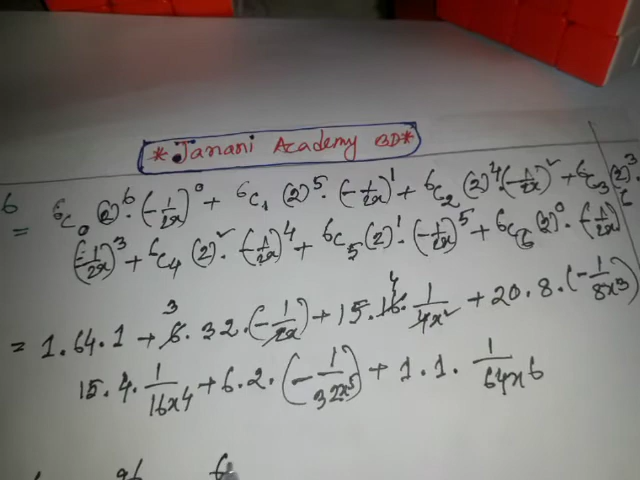 * Janani Academy BD *
6 = ⁶C₀ (2)⁶·(-1/2x)⁰ + ⁶C₁ (2)⁵·(-1/2x)¹ + ⁶C₂ (2)⁴·(-1/2x)² + ⁶C₃ (2)³·
(-1/2x)³ + ⁶C₄ (2)²·(-1/2x)⁴ + ⁶C₅ (2)¹·(-1/2x)⁵ + ⁶C₆ (2)⁰·(-1/2x)⁶
= 1.64.1 + 6.32.(-1/2x) + 15.16.1/4x² + 20.8.(-1/8x³)
15.4.1/16x⁴ + 6.2.(-1/32x⁵) + 1.1.1/64x6